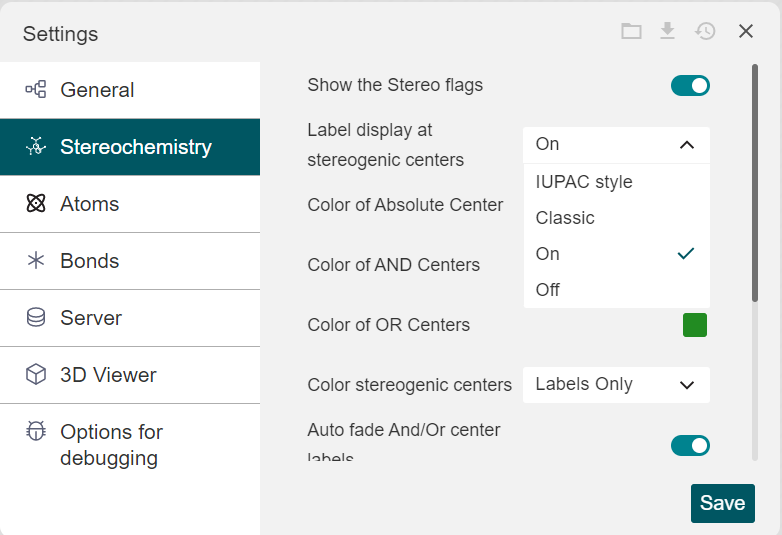 Settings
General
Stereochemistry
Atoms
Bonds
Server
3D Viewer
Options for
debugging
Show the Stereo flags
Label display at
stereogenic centers
On
IUPAC style
Classic
On
Off
Color of Absolute Center
Color of AND Centers
Color of OR Centers
Color stereogenic centers
Labels Only
Auto fade And/Or center
labels
Save